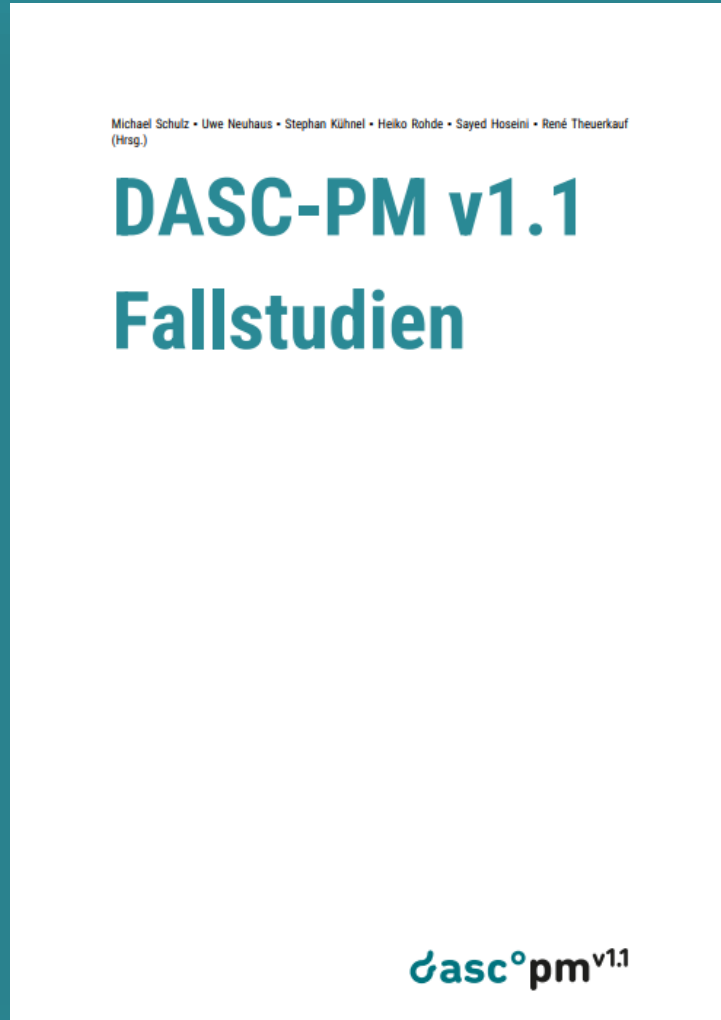 Michael Schulz • Uwe Neuhaus • Stephan Kühnel • Heiko Rohde • Sayed Hoseini • René Theuerkauf
(Hrsg.)
DASC-PM v1.1
Fallstudien
dasc°pm v1.1